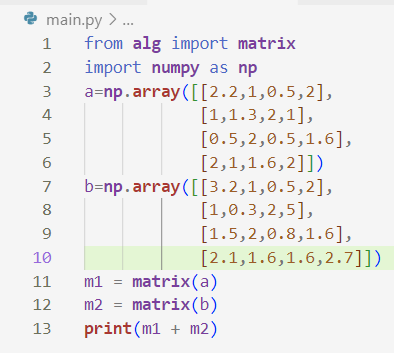 main.py > ...
1 from alg import matrix
2 import numpy as np
3 a=np.array([[2.2,1,0.5,2],
4 [1,1.3,2,1],
5 [0.5,2,0.5,1.6],
6 [2,1,1.6,2]])
7 b=np.array([[3.2,1,0.5,2],
8 [1,0.3,2,5],
9 [1.5,2,0.8,1.6],
10 [2.1,1.6,1.6,2.7]])
11 m1 = matrix(a)
12 m2 = matrix(b)
13 print(m1 + m2)